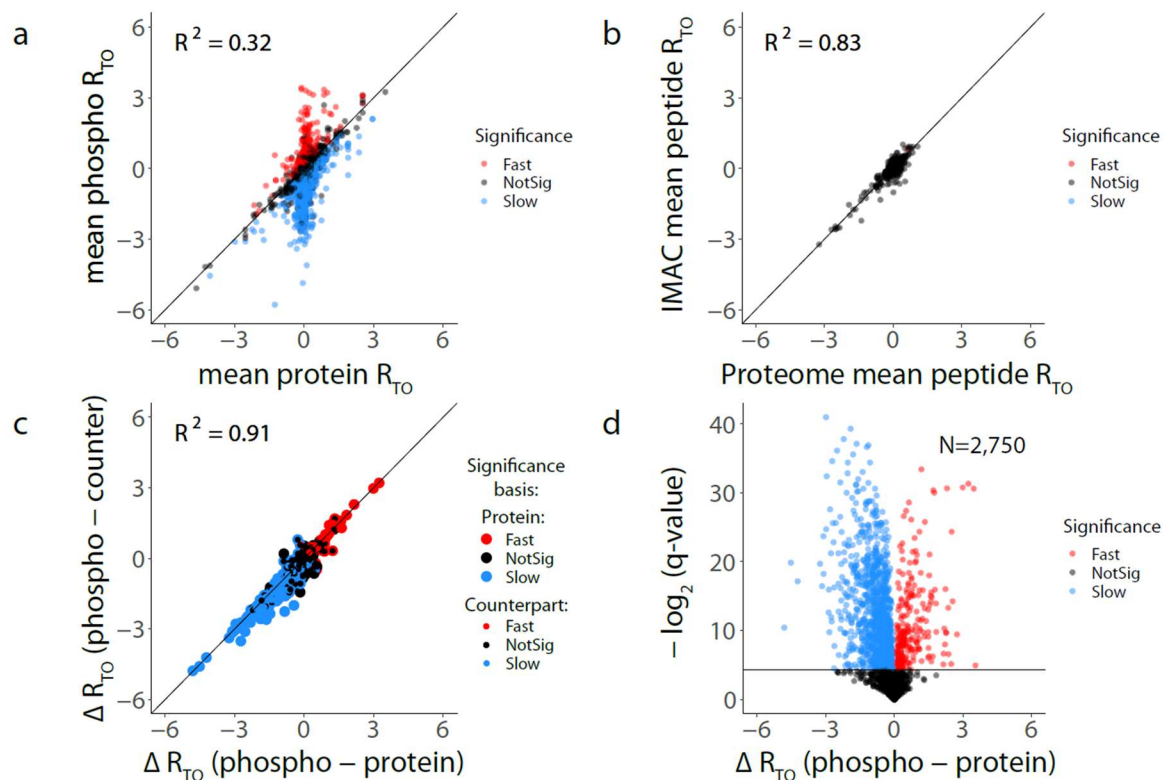 a
R² = 0.32
mean phospho R_TO
6
3
0
−3
−6
−6 −3 0 3 6
mean protein R_TO
Significance
Fast
NotSig
Slow
b
R² = 0.83
IMAC mean peptide R_TO
6
3
0
−3
−6
−6 −3 0 3 6
Proteome mean peptide R_TO
Significance
Fast
NotSig
Slow
c
R² = 0.91
Δ R_TO (phospho − counter)
6
3
0
−3
−6
−6 −3 0 3 6
Δ R_TO (phospho − protein)
Significance
basis:
Protein:
Fast
NotSig
Slow
Counterpart:
Fast
NotSig
Slow
d
N=2,750
− log₂ (q-value)
40
30
20
10
0
−6 −3 0 3 6
Δ R_TO (phospho − protein)
Significance
Fast
NotSig
Slow